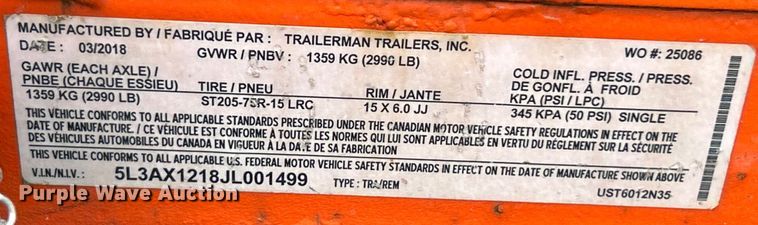 MANUFACTURED BY / FABRIQUÉ PAR : TRAILERMAN TRAILERS, INC.
DATE: 03/2018 GVWR / PNBV : 1359 KG (2990 LB) WO #: 25086
GAWR (EACH AXLE) / PNBE (CHAQUE ESSIEU)
1359 KG (2990 LB)
TIRE / PNEU
ST205-75R-15 LRC
RIM / JANTE
15 X 6.0 JJ
COLD INFL. PRESS. / PRESS.
DE GONFL. À FROID
KPA (PSI / LPC)
345 KPA (50 PSI) SINGLE
THIS VEHICLE CONFORMS TO ALL APPLICABLE STANDARDS PRESCRIBED UNDER THE CANADIAN MOTOR VEHICLE SAFETY REGULATIONS IN EFFECT ON THE
DATE OF MANUFACTURE. / CE VÉHICULE EST CONFORME À TOUTES LES NORMES QUI LUI SONT APPLICABLES EN VERTU DU RÈGLEMENT SUR LA SÉCURITÉ
DES VÉHICULES AUTOMOBILES DU CANADA EN VIGUEUR À LA DATE DE SA FABRICATION
THIS VEHICLE CONFORMS TO ALL APPLICABLE U.S. FEDERAL MOTOR VEHICLE SAFETY STANDARDS IN EFFECT ON THE DATE OF MANUFACTURE SHOWN ABOVE
V.I.N./N.I.V.: 5L3AX1218JL001499 TYPE : TRA/REM UST6012N35
Purple Wave Auction